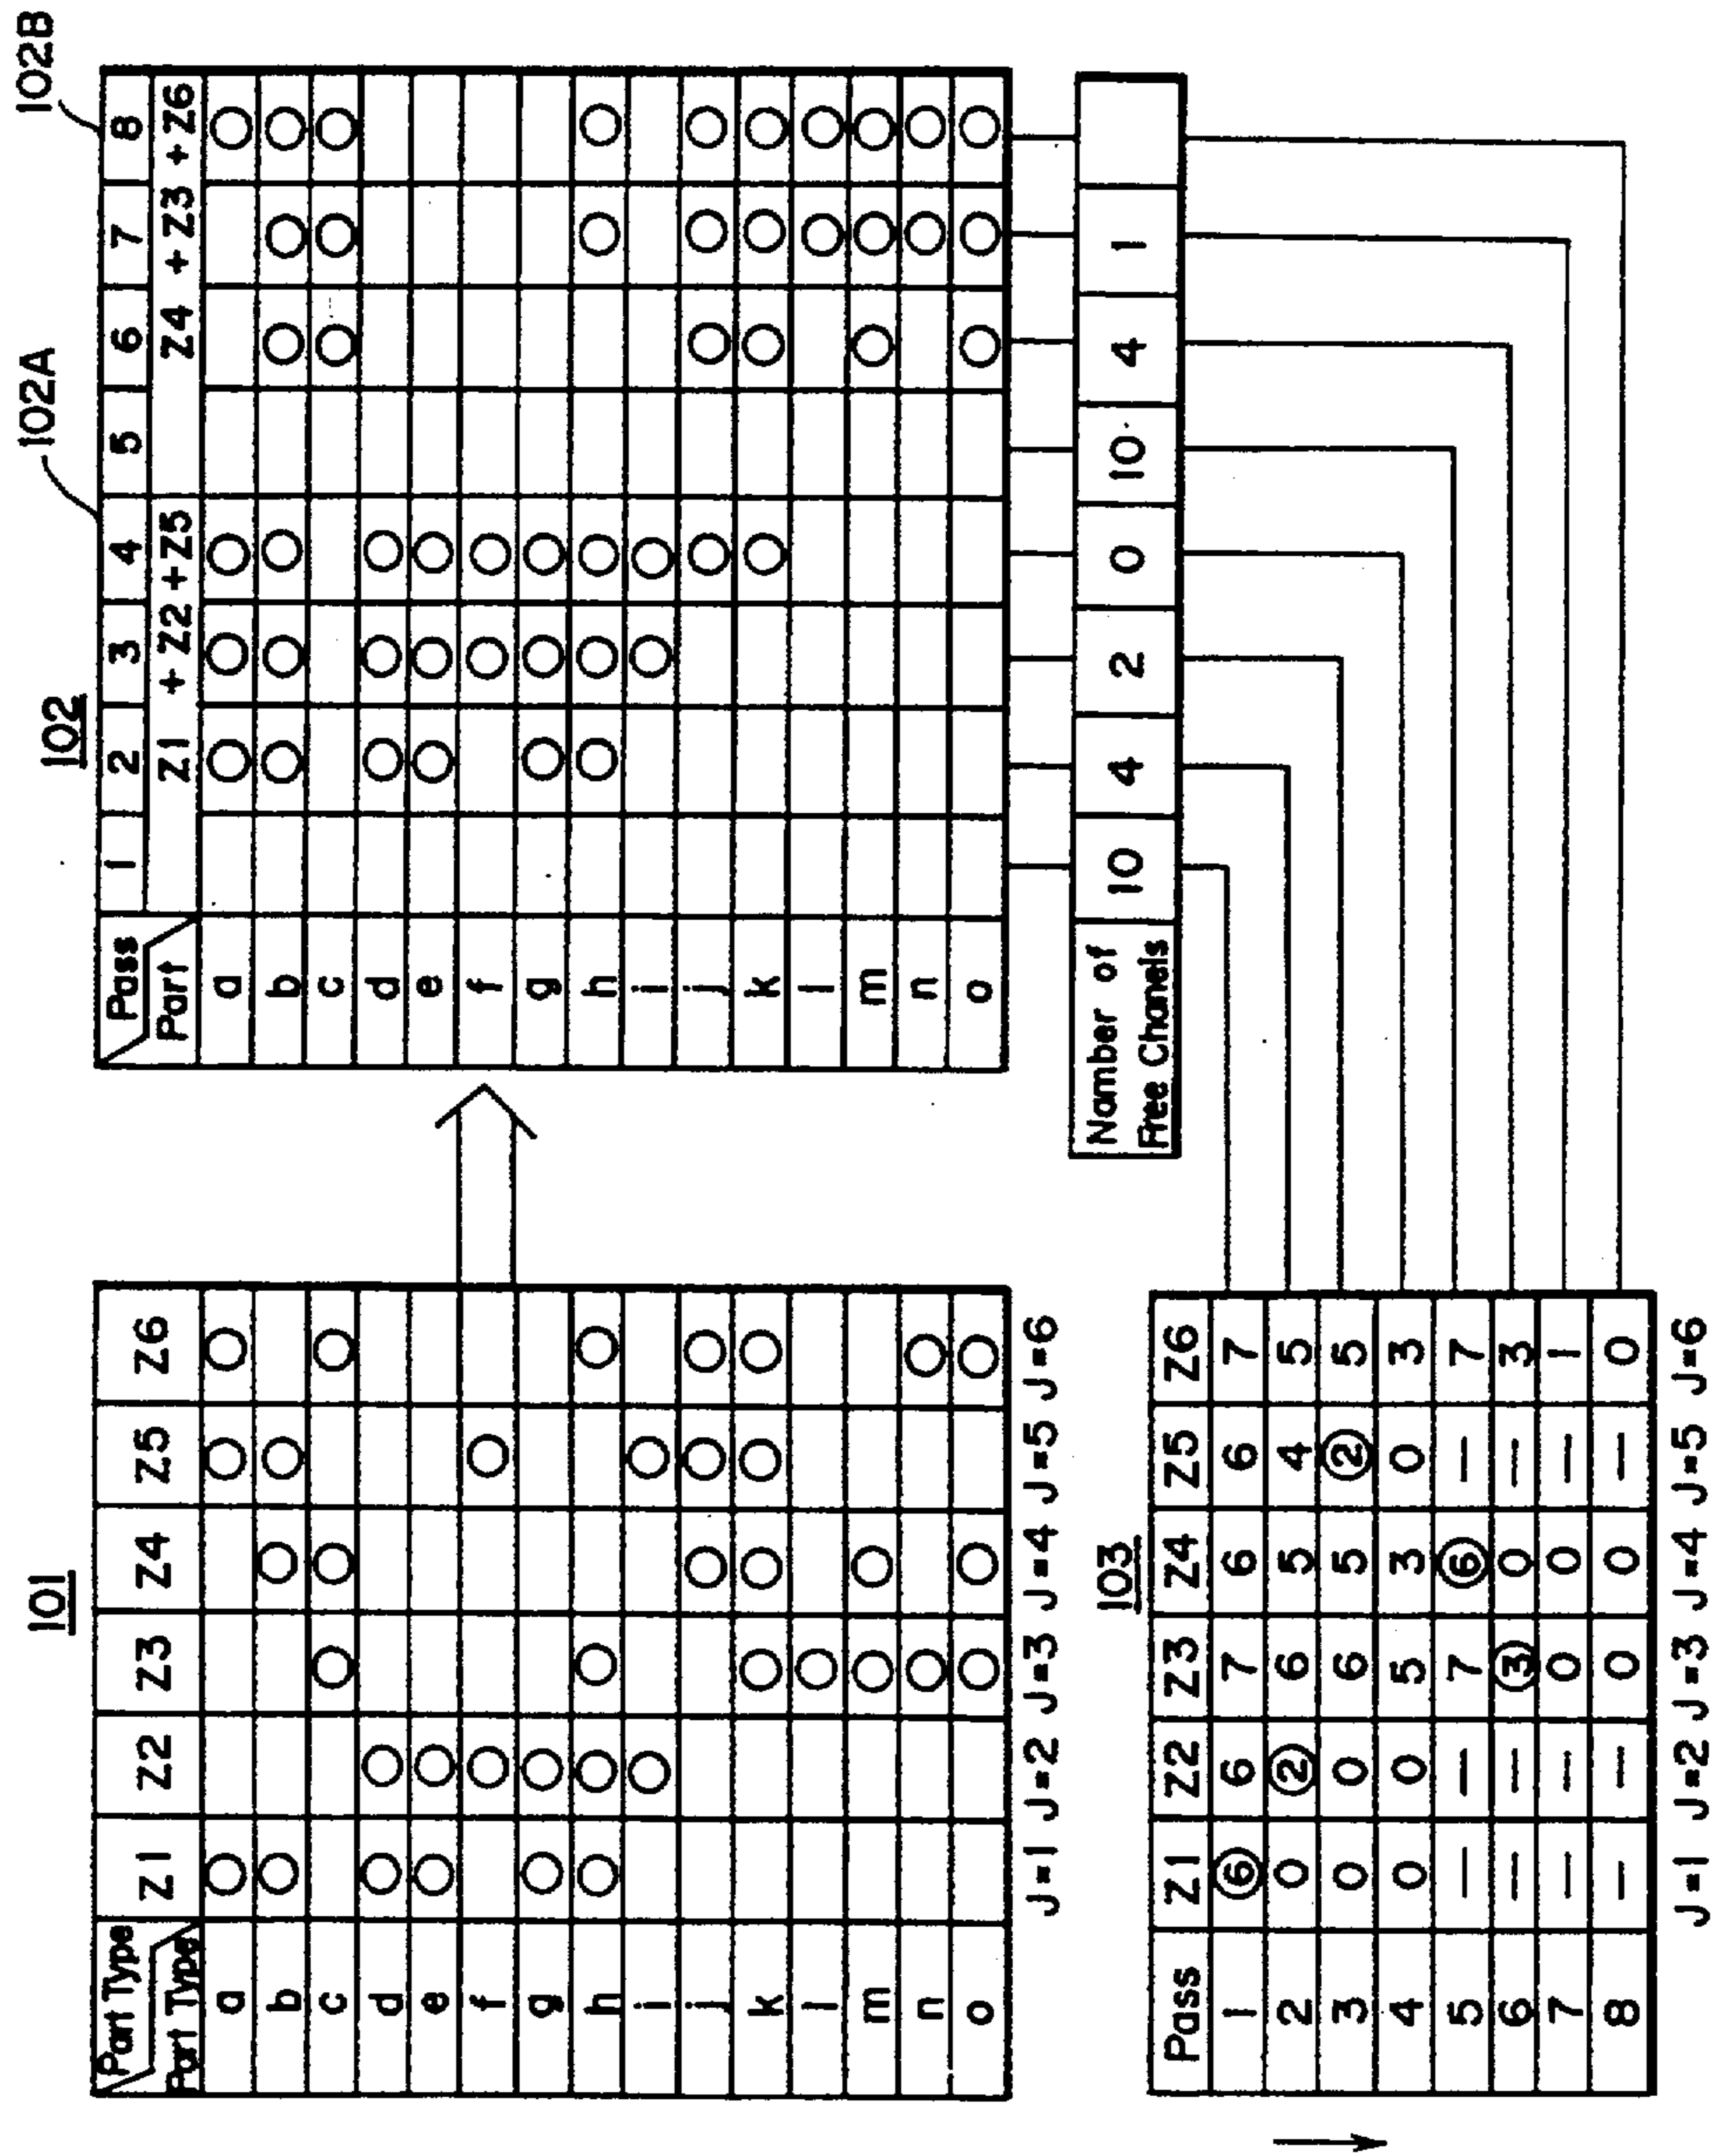 101
Part Type Z1 Z2 Z3 Z4 Z5 Z6
Part Type
a ○ ○ ○
b ○ ○ ○
c ○ ○ ○
d ○ ○
e ○ ○
f ○ ○
g ○ ○
h ○ ○ ○ ○
i ○ ○
j ○ ○ ○
k ○ ○ ○ ○
l ○
m ○ ○
n ○ ○
o ○ ○ ○
J=1 J=2 J=3 J=4 J=5 J=6
102
102A
102B
Pass 1 2 3 4 5 6 7 8
Part Z1 + Z2 + Z5 Z4 + Z3 + Z6
a ○ ○ ○ ○
b ○ ○ ○ ○ ○ ○
c ○ ○ ○
d ○ ○ ○
e ○ ○ ○
f ○ ○
g ○ ○ ○
h ○ ○ ○ ○ ○
i ○ ○
j ○ ○ ○ ○
k ○ ○ ○ ○
l ○ ○
m ○ ○ ○
n ○ ○
o ○ ○ ○
Namber of 10 4 2 0 10 4 1
Free Channels
103
Pass Z1 Z2 Z3 Z4 Z5 Z6
1 ⑥ 6 7 6 6 7
2 0 ② 6 5 4 5
3 0 0 6 5 ② 5
4 0 0 5 3 0 3
5 — — 7 ⑥ — 7
6 — — ③ 0 — 3
7 — — 0 0 — 1
8 — — 0 0 — 0
J=1 J=2 J=3 J=4 J=5 J=6